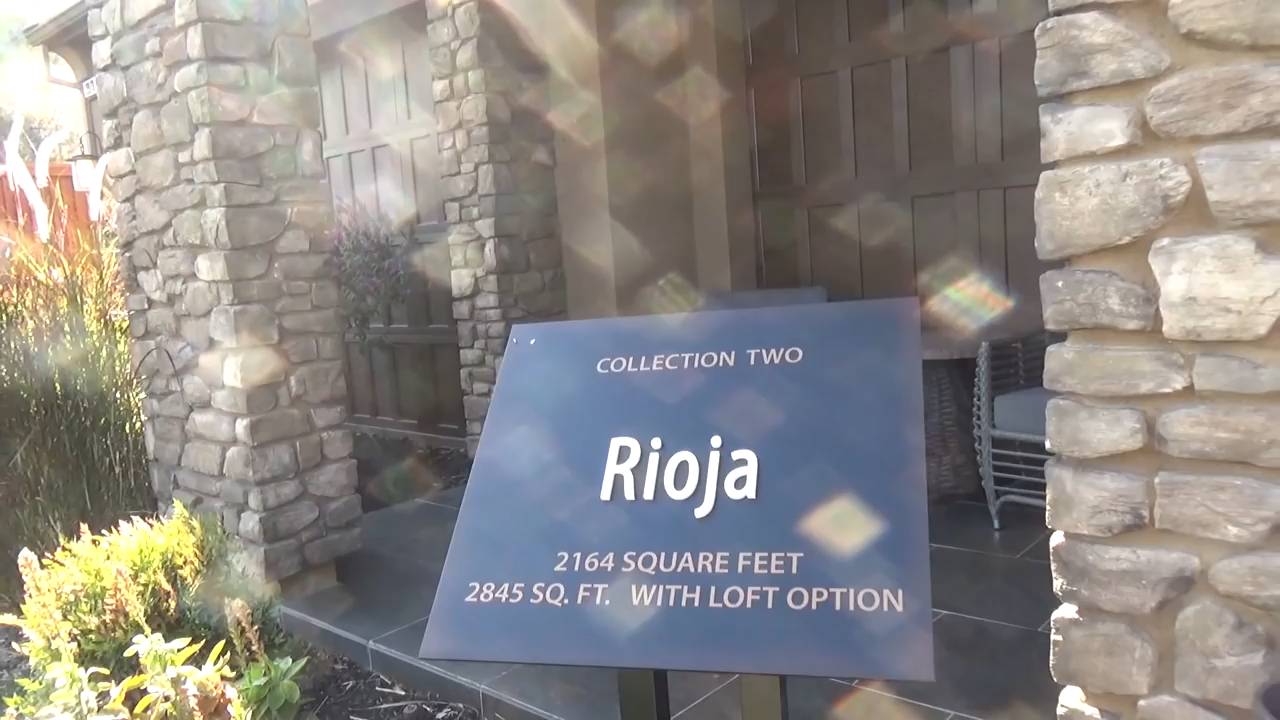 COLLECTION TWO
Rioja
2164 SQUARE FEET
2845 SQ. FT. WITH LOFT OPTION